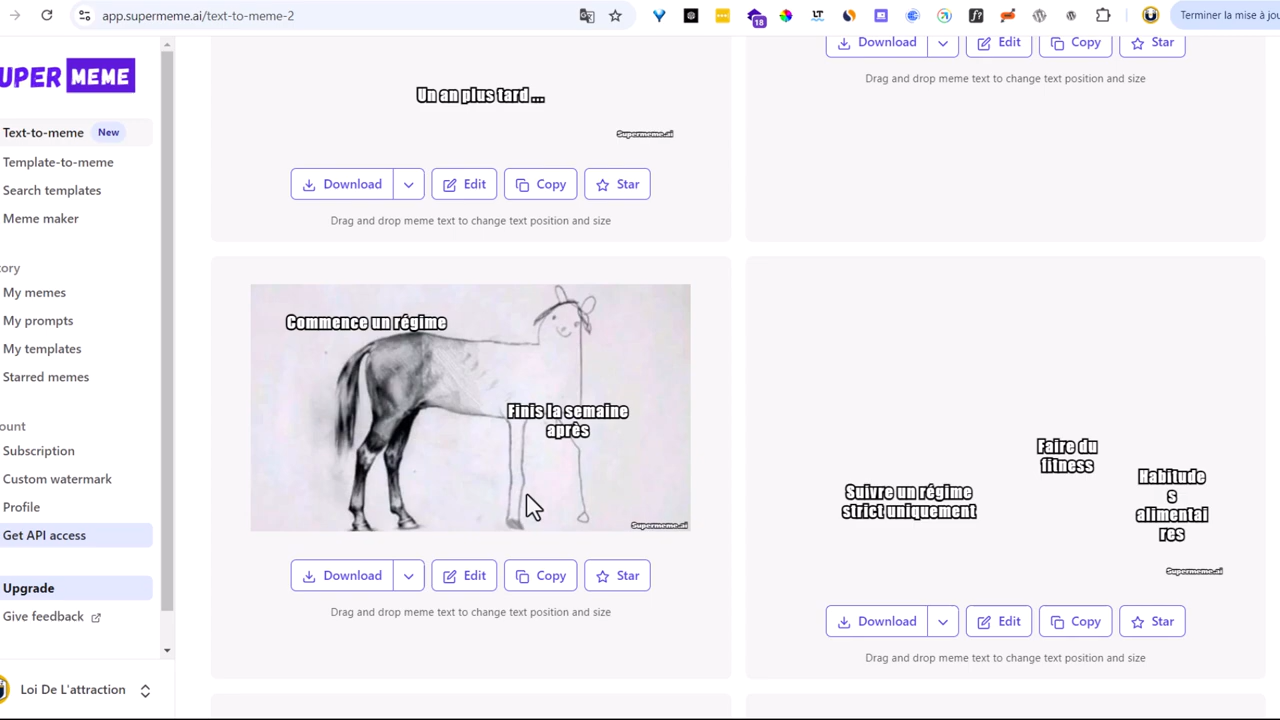 app.supermeme.ai/text-to-meme-2
18
LT
Terminer la mise à jou
UPER MEME
Text-to-meme New
Template-to-meme
Search templates
Meme maker
ory
My memes
My prompts
My templates
Starred memes
ount
Subscription
Custom watermark
Profile
Get API access
Upgrade
Give feedback
Loi De L'attraction
Un an plus tard ...
Supermeme.ai
Download Edit Copy Star
Drag and drop meme text to change text position and size
Download Edit Copy Star
Drag and drop meme text to change text position and size
Commence un régime
Finis la semaine
après
Supermeme.ai
Download Edit Copy Star
Drag and drop meme text to change text position and size
Faire du
fitness
Suivre un régime
strict uniquement
Habitude
s
alimentai
res
Supermeme.ai
Download Edit Copy Star
Drag and drop meme text to change text position and size